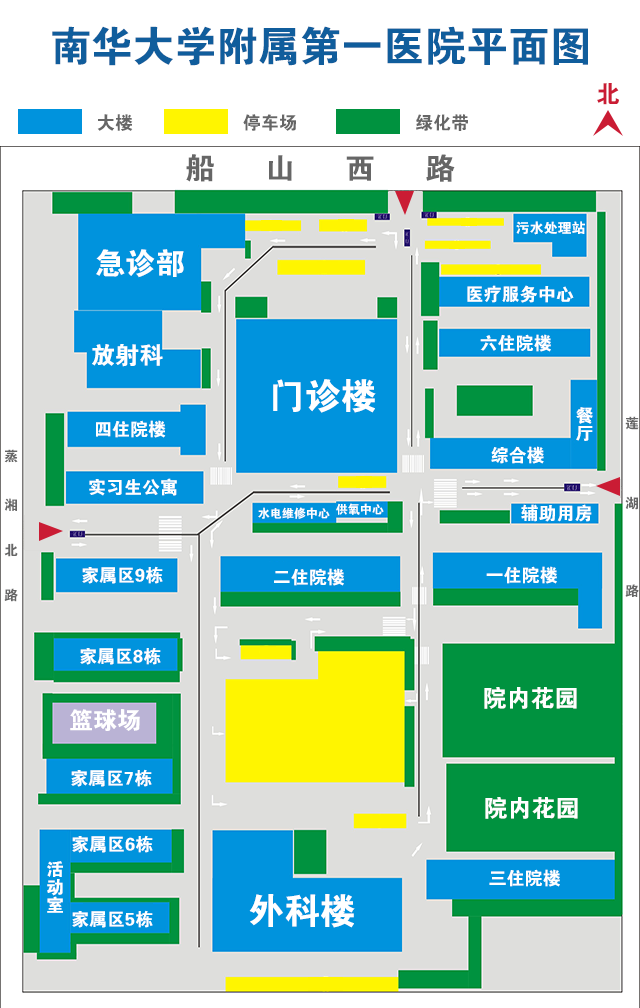 南华大学附属第一医院平面图
北
大楼
停车场
绿化带
船山西路
急诊部
污水处理站
医疗服务中心
放射科
六住院楼
门诊楼
餐厅
四住院楼
综合楼
蒸湘北路
莲湖路
实习生公寓
水电维修中心
供氧中心
辅助用房
家属区9栋
二住院楼
一住院楼
家属区8栋
院内花园
篮球场
家属区7栋
院内花园
家属区6栋
活动室
三住院楼
家属区5栋
外科楼